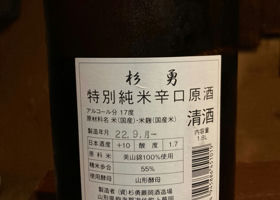 杉勇
特別純米辛口原酒
アルコール分 17度
原材料名 米(国産)・米麹(国産米)
清酒
1.8L
製造年月 22.9.月
日本酒度 +10 酸度 1.7
原料米 美山錦100%使用
精米歩合 55%
使用酵母 山形酵母
製造者(資)杉勇蕨岡酒造場